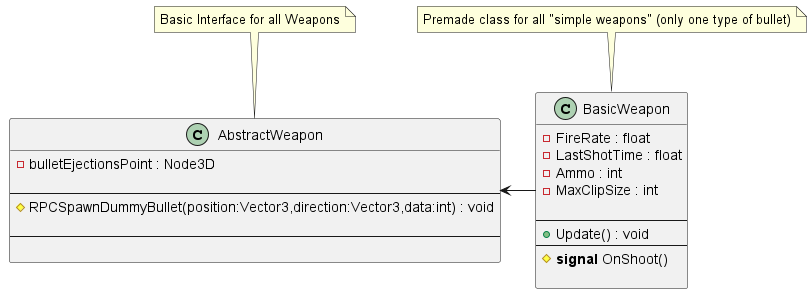 Basic Interface for all Weapons
Premade class for all "simple weapons" (only one type of bullet)
C AbstractWeapon
bulletEjectionsPoint : Node3D
RPCSpawnDummyBullet(position:Vector3,direction:Vector3,data:int) : void
C BasicWeapon
FireRate : float
LastShotTime : float
Ammo : int
MaxClipSize : int
Update() : void
signal OnShoot()